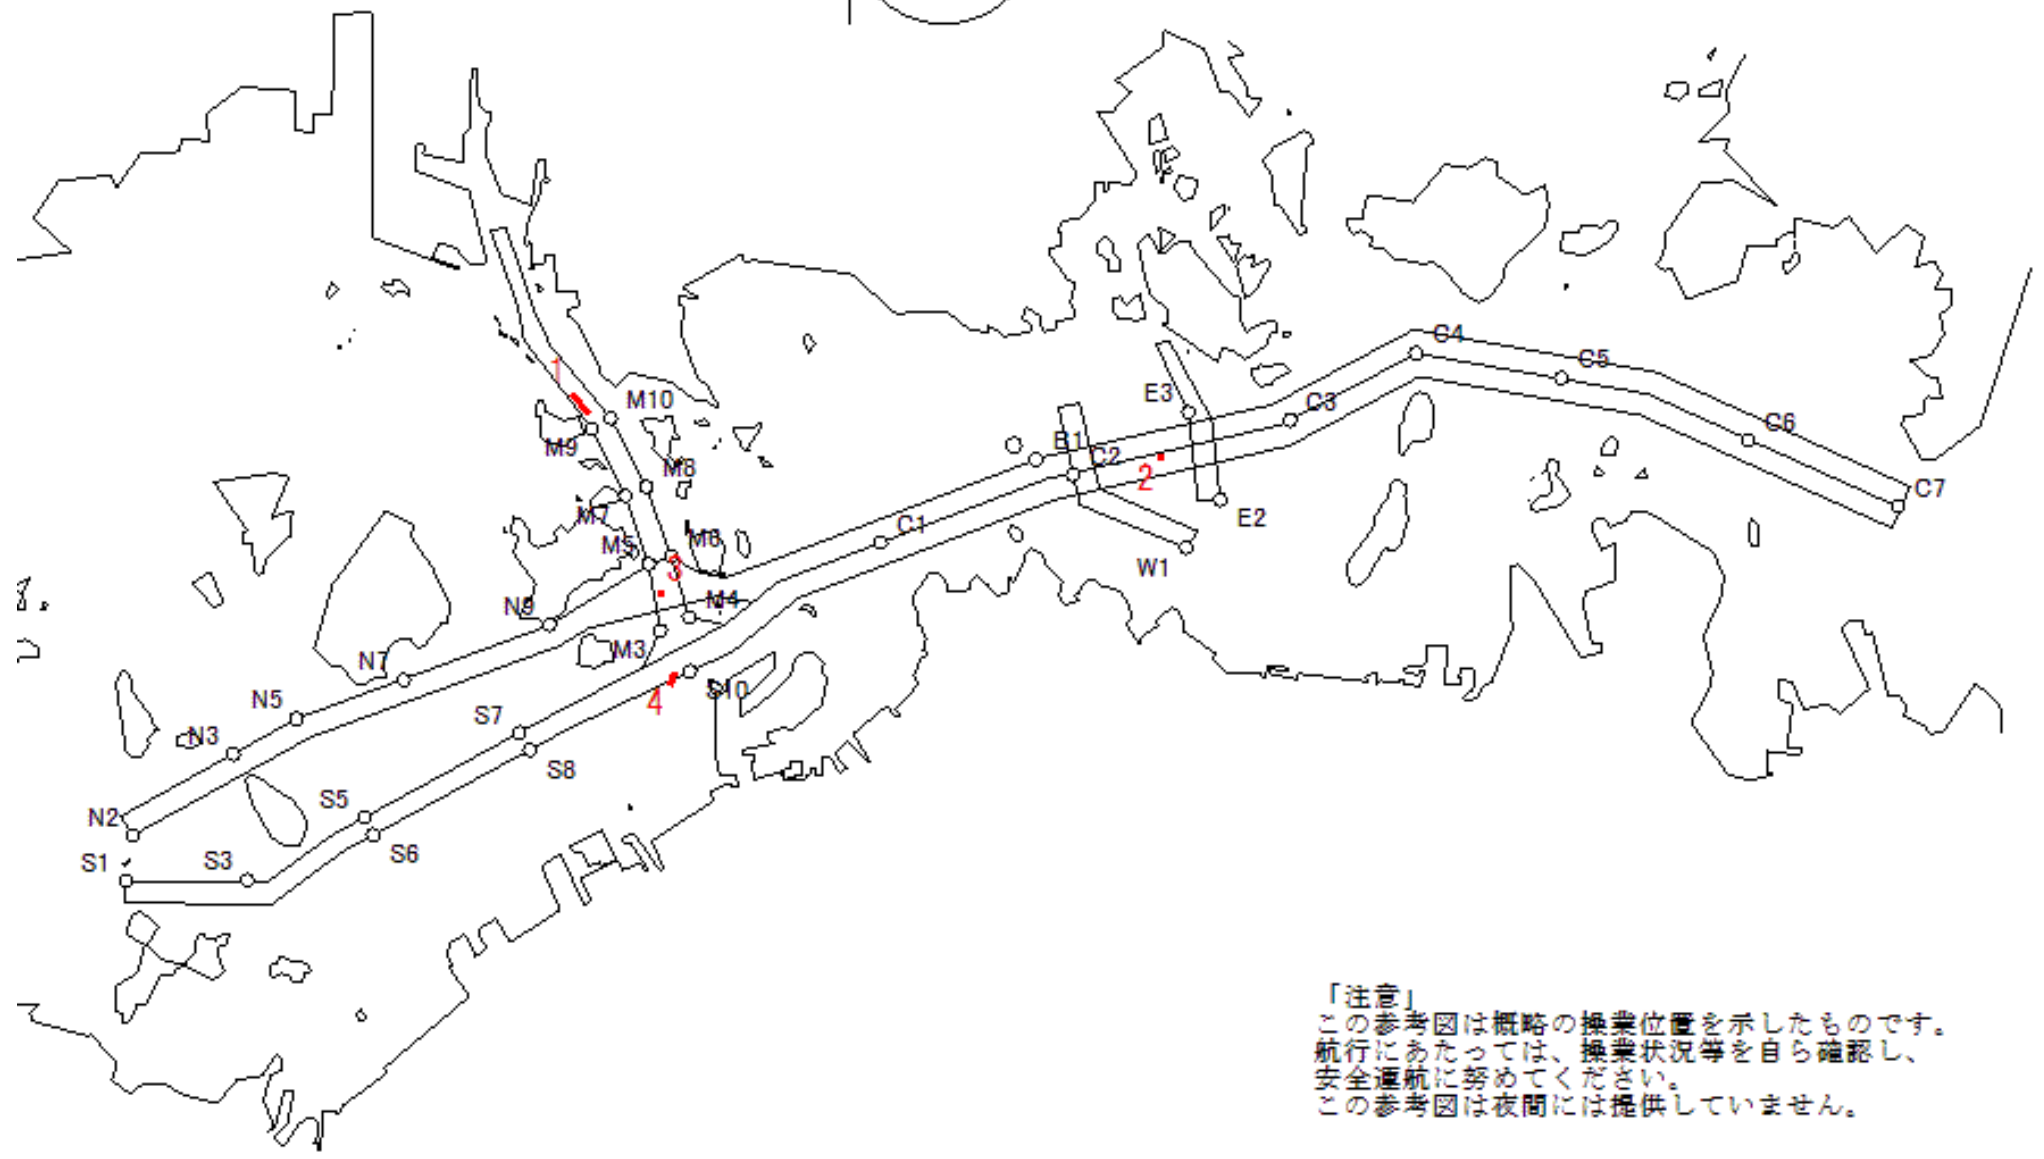 C4
C5
1
M10
E3
C3
C6
M9
B1
C2
M8
2
C7
M7
E2
C1
M5
M6
3
W1
N9
M4
M3
N7
S10
4
N5
S7
N3
S8
S5
N2
S6
S1
S3
「注意」
この参考図は概略の操業位置を示したものです。
航行にあたっては、操業状況等を自ら確認し、
安全運航に努めてください。
この参考図は夜間には提供していません。